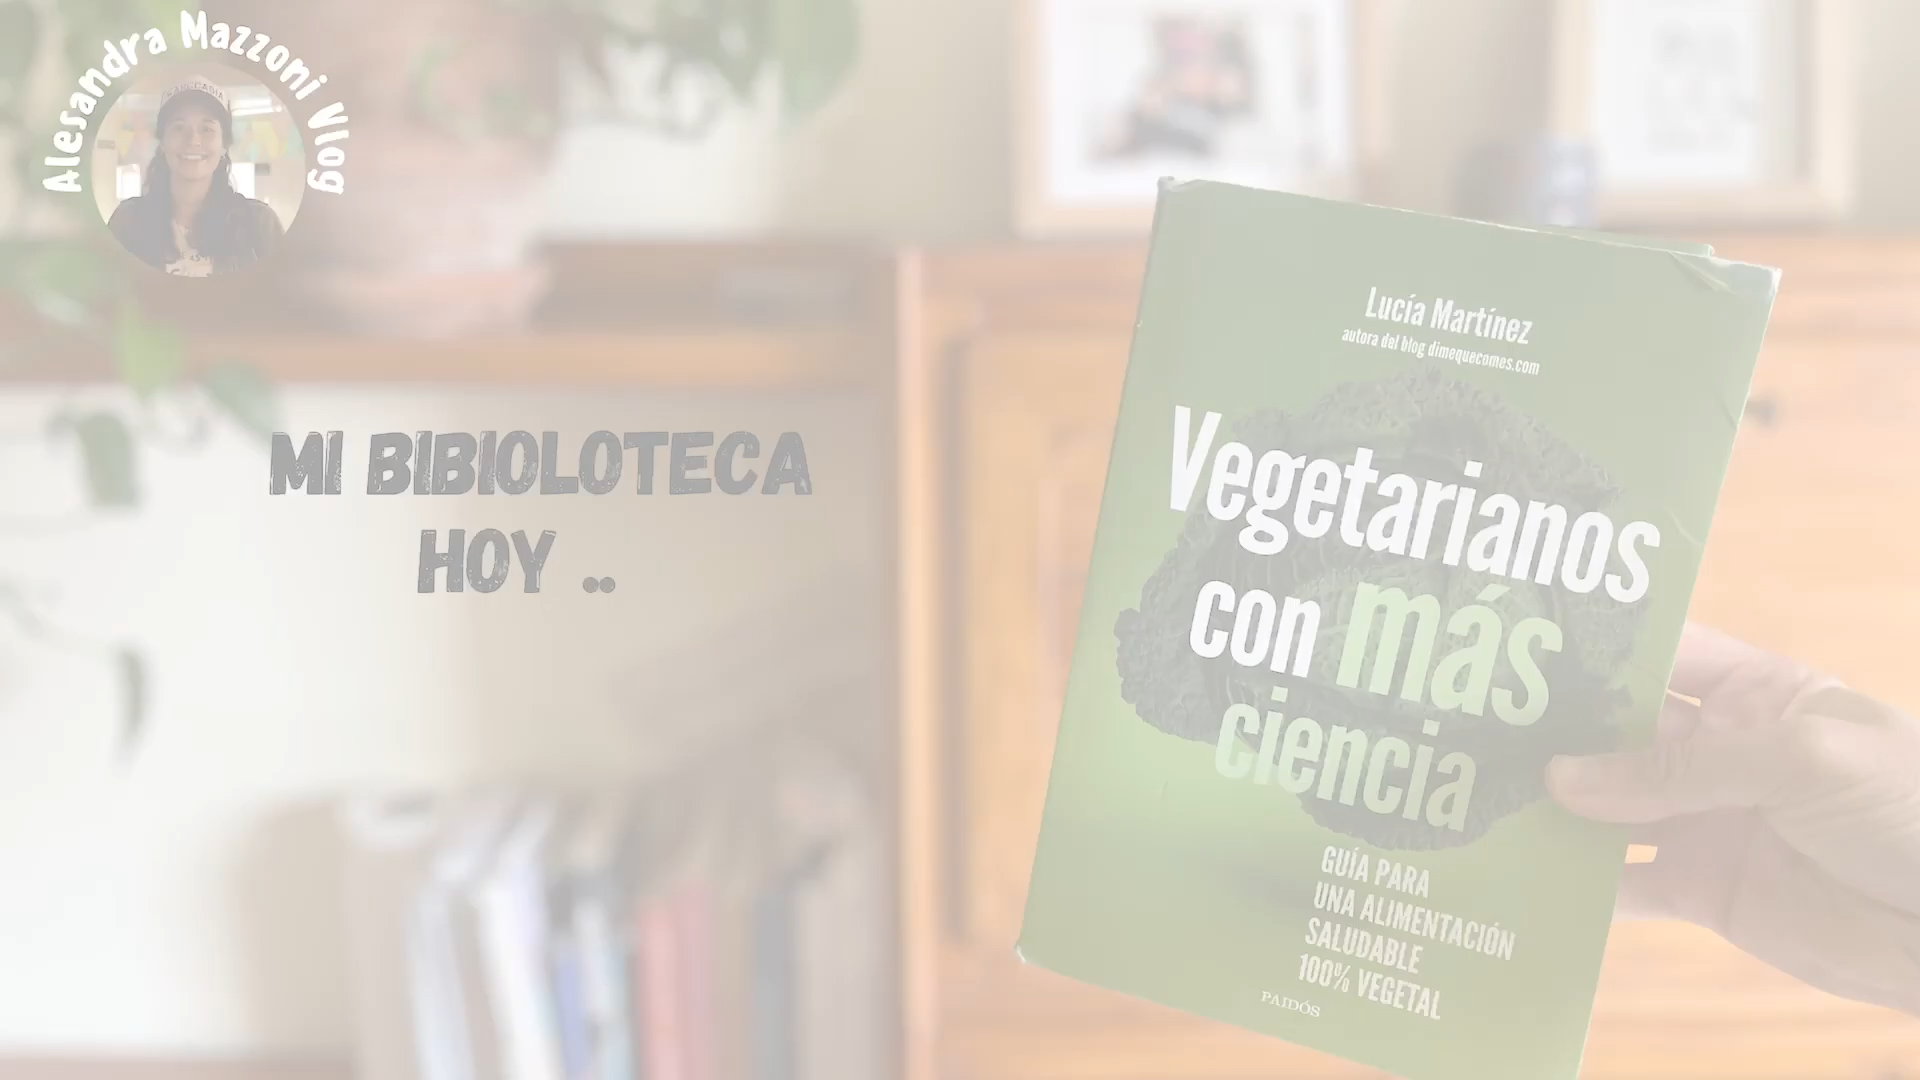 Alesandra Mazzoni Vlog
MI BIBIOLOTECA
HOY ..
Lucía Martínez
autora del blog dimequecomes.com
Vegetarianos
con más
ciencia
GUÍA PARA
UNA ALIMENTACIÓN
SALUDABLE
100% VEGETAL
PAIDÓS